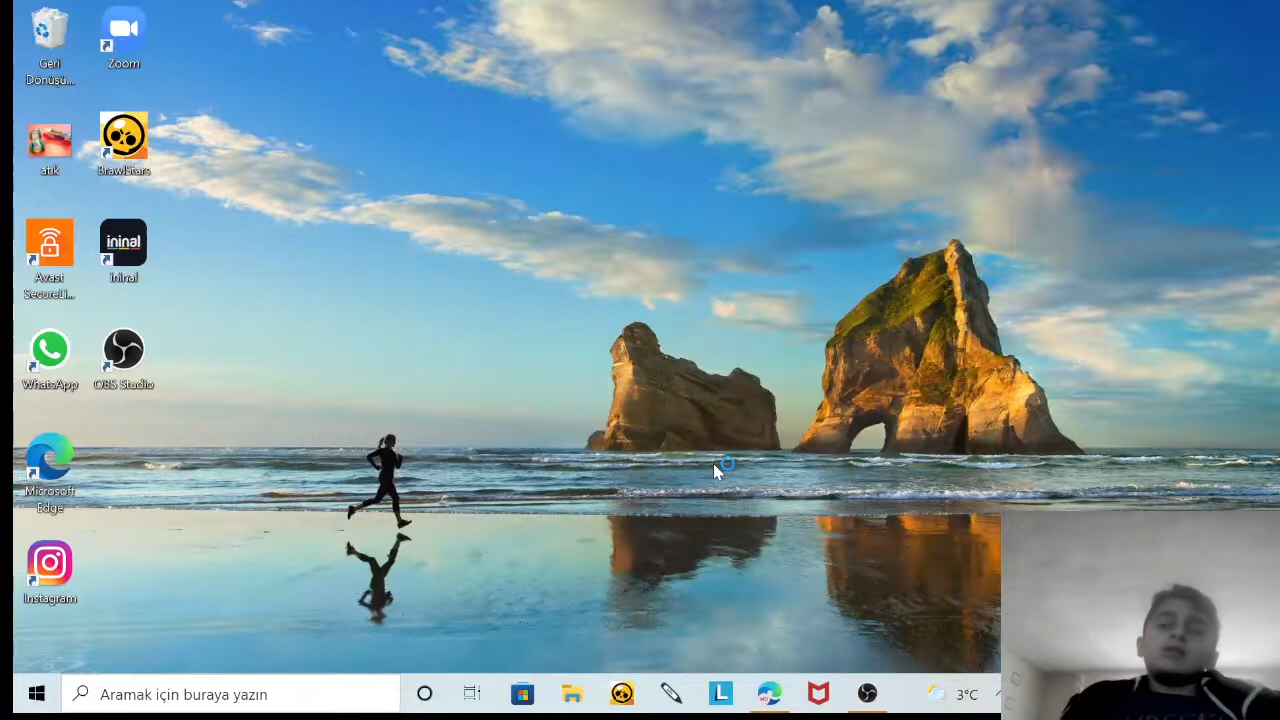 Geri
Dönüşü...
Zoom
atık
BrawlStars
Avast
SecureLi...
ininal
ininal
WhatsApp
OBS Studio
Microsoft
Edge
Instagram
Aramak için buraya yazın
L
3°C